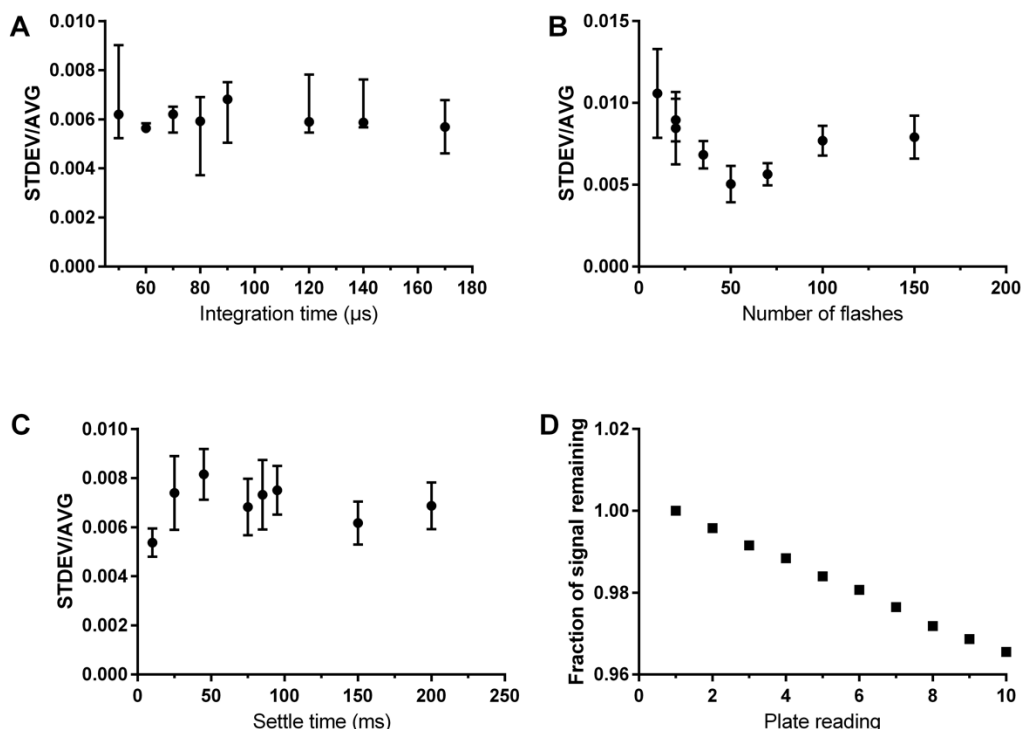 A
STDEV/AVG
0.010
0.008
0.006
0.004
0.002
0.000
60 80 100 120 140 160 180
Integration time (µs)
B
STDEV/AVG
0.015
0.010
0.005
0.000
0 50 100 150 200
Number of flashes
C
STDEV/AVG
0.010
0.008
0.006
0.004
0.002
0.000
0 50 100 150 200 250
Settle time (ms)
D
Fraction of signal remaining
1.02
1.00
0.98
0.96
0 2 4 6 8 10
Plate reading